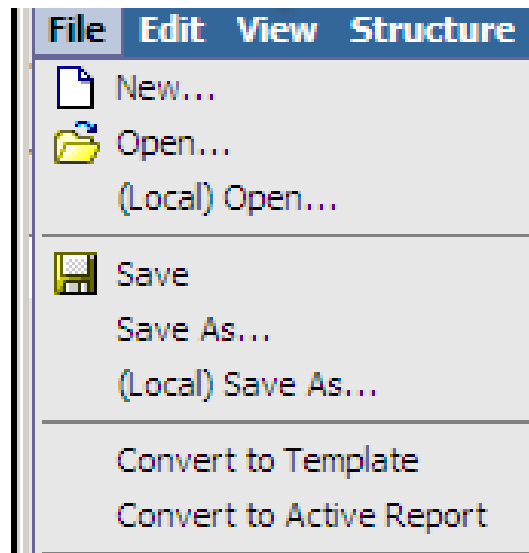 File Edit View Structure
New...
Open...
(Local) Open...
Save
Save As...
(Local) Save As...
Convert to Template
Convert to Active Report